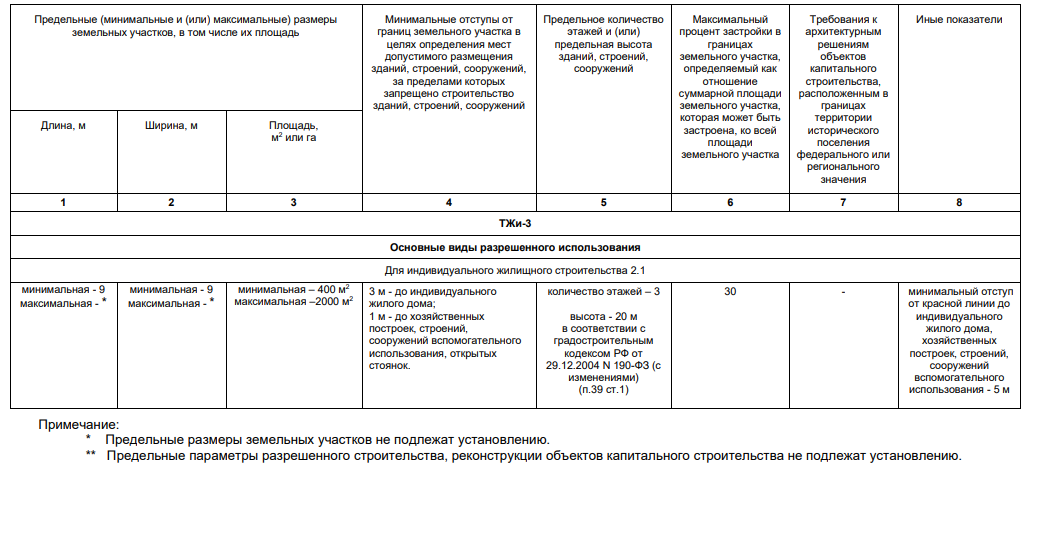 Предельные (минимальные и (или) максимальные) размеры
земельных участков, в том числе их площадь
Минимальные отступы от
границ земельного участка в
целях определения мест
допустимого размещения
зданий, строений, сооружений,
за пределами которых
запрещено строительство
зданий, строений, сооружений
Предельное количество
этажей и (или)
предельная высота
зданий, строений,
сооружений
Максимальный
процент застройки в
границах
земельного участка,
определяемый как
отношение
суммарной площади
земельного участка,
которая может быть
застроена, ко всей
площади
земельного участка
Требования к
архитектурным
решениям
объектов
капитального
строительства,
расположенным в
границах
территории
исторического
поселения
федерального или
регионального
значения
Иные показатели
Длина, м
Ширина, м
Площадь,
м² или га
1 2 3 4 5 6 7 8
ТЖи-3
Основные виды разрешенного использования
Для индивидуального жилищного строительства 2.1
минимальная - 9
максимальная - *
минимальная - 9
максимальная - *
минимальная – 400 м²
максимальная –2000 м²
3 м - до индивидуального
жилого дома;
1 м - до хозяйственных
построек, строений,
сооружений вспомогательного
использования, открытых
стоянок.
количество этажей – 3
высота - 20 м
в соответствии с
градостроительным
кодексом РФ от
29.12.2004 N 190-ФЗ (с
изменениями)
(п.39 ст.1)
30
-
минимальный отступ
от красной линии до
индивидуального
жилого дома,
хозяйственных
построек, строений,
сооружений
вспомогательного
использования - 5 м
Примечание:
* Предельные размеры земельных участков не подлежат установлению.
** Предельные параметры разрешенного строительства, реконструкции объектов капитального строительства не подлежат установлению.